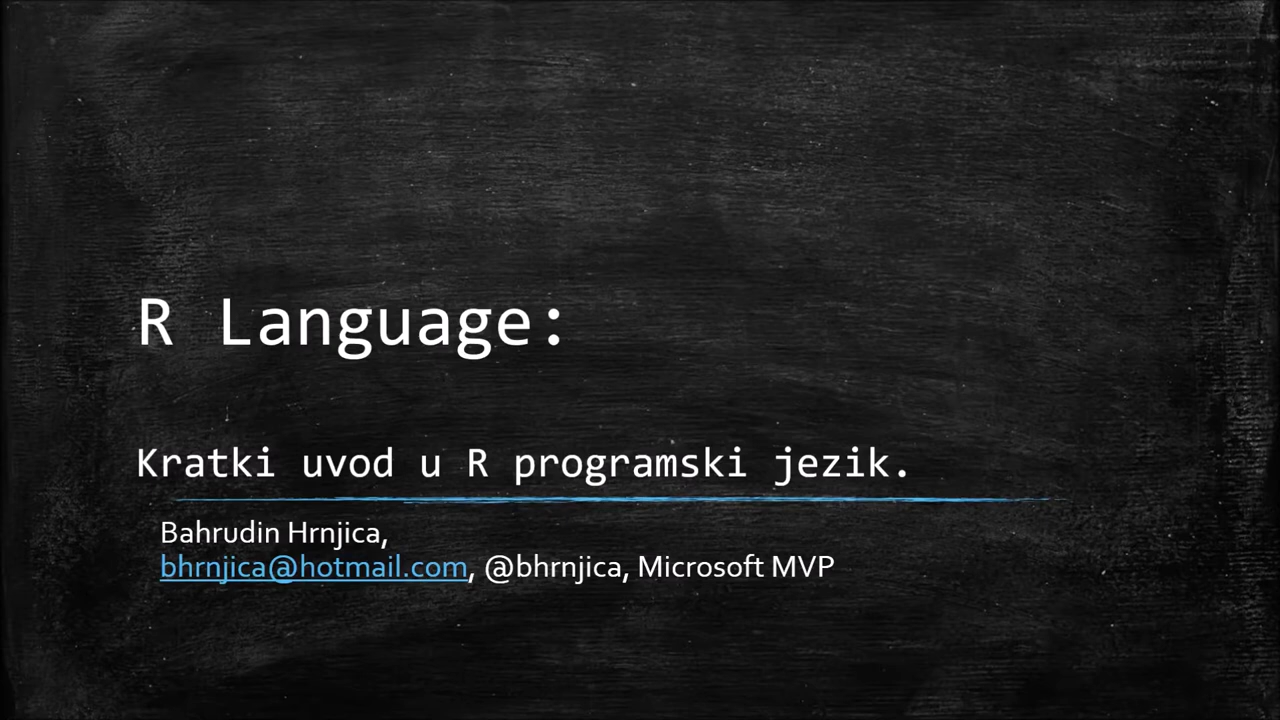 R Language:
Kratki uvod u R programski jezik.
Bahrudin Hrnjica,
bhrnjica@hotmail.com, @bhrnjica, Microsoft MVP